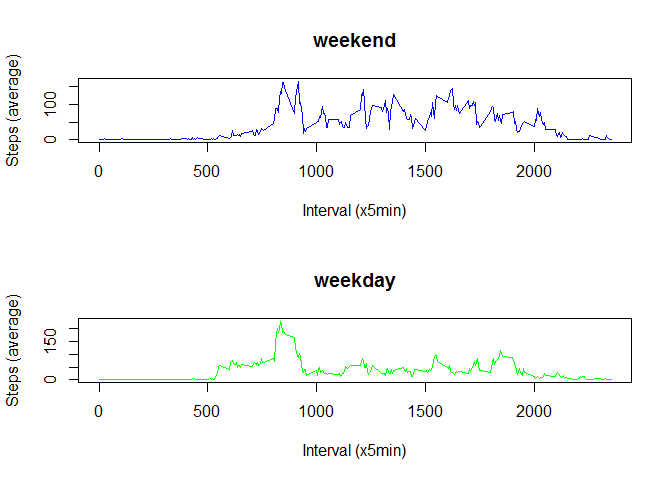 weekend
Steps (average)
100
0
0 500 1000 1500 2000
Interval (x5min)
weekday
Steps (average)
150
0
0 500 1000 1500 2000
Interval (x5min)